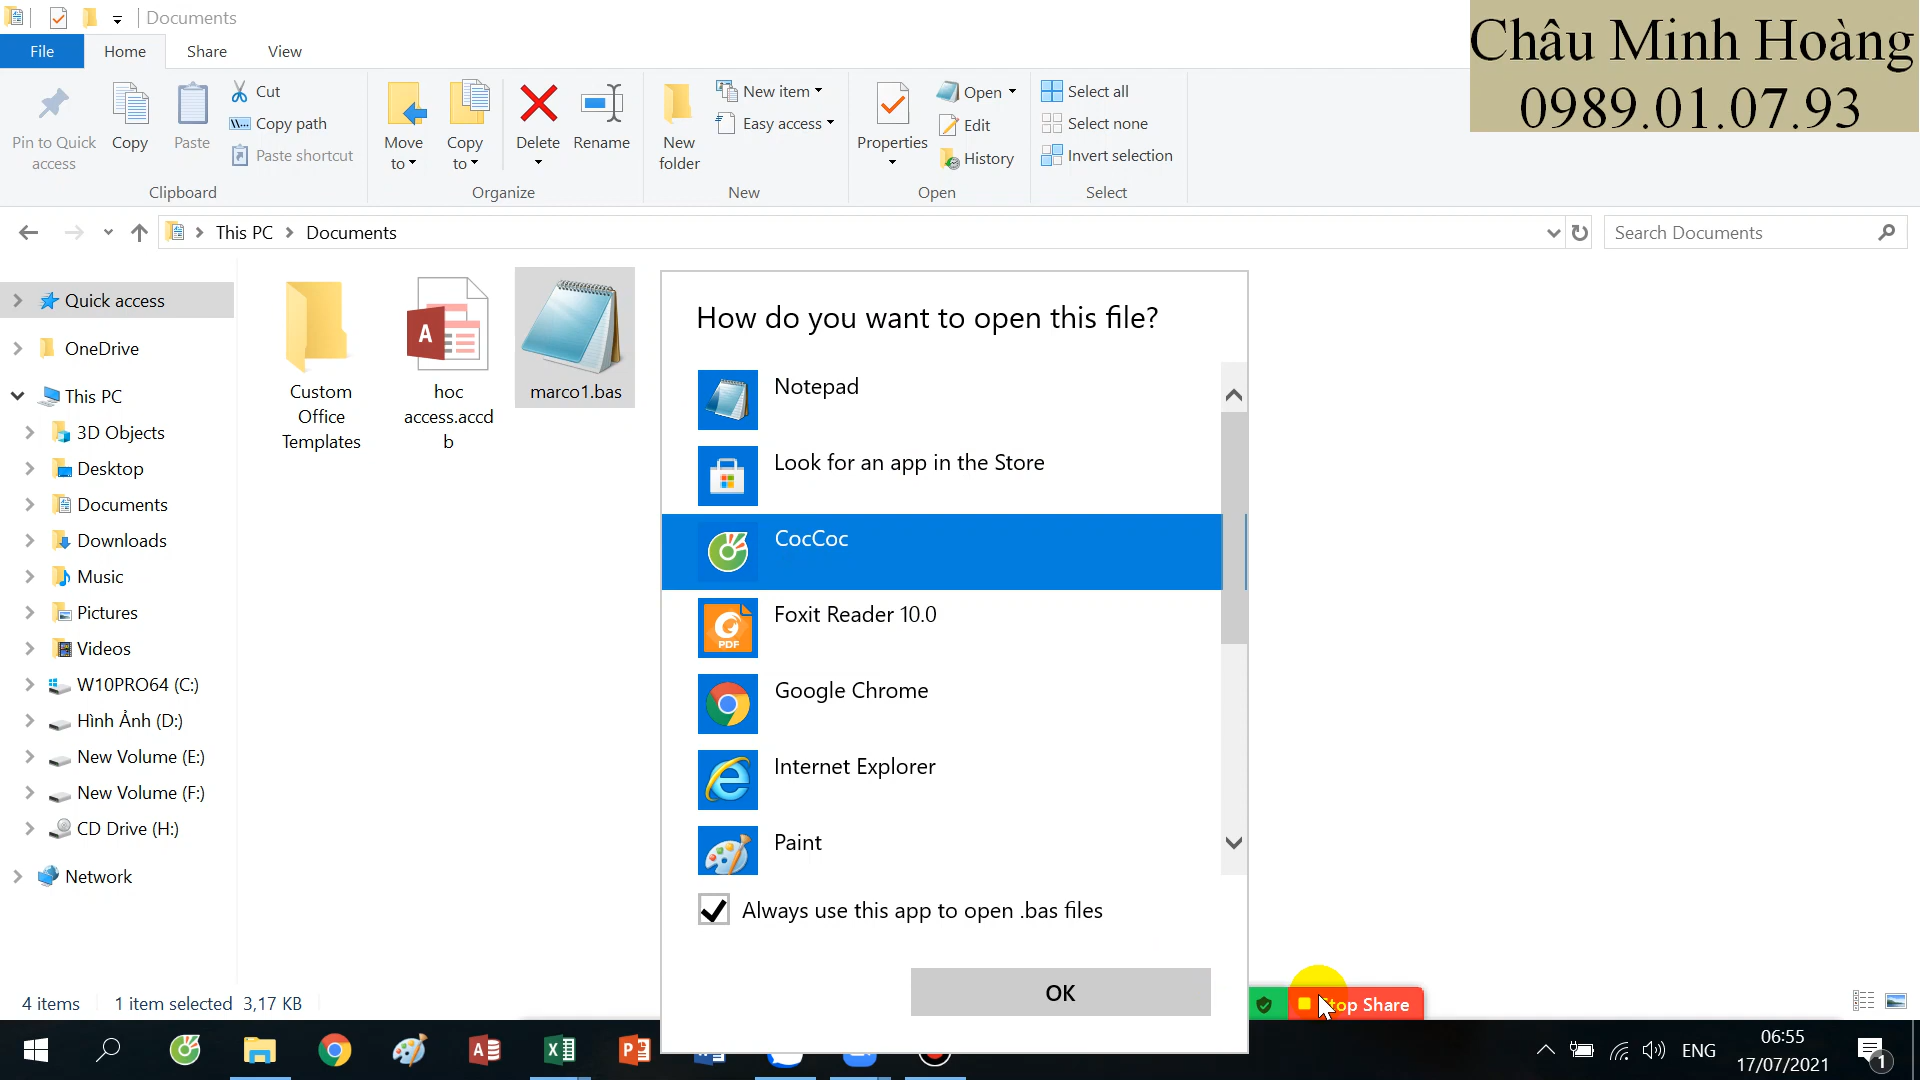 Documents
Châu Minh Hoàng
0989.01.07.93
File
Home
Share
View
Pin to Quick
access
Copy
Paste
Cut
Copy path
Paste shortcut
Clipboard
Move
to
Copy
to
Delete
Rename
Organize
New
folder
New item
Easy access
New
Properties
Open
Edit
History
Open
Select all
Select none
Invert selection
Select
This PC
Documents
Search Documents
Quick access
OneDrive
This PC
3D Objects
Desktop
Documents
Downloads
Music
Pictures
Videos
W10PRO64 (C:)
Hình Ảnh (D:)
New Volume (E:)
New Volume (F:)
CD Drive (H:)
Network
Custom
Office
Templates
hoc
access.accd
b
marco1.bas
How do you want to open this file?
Notepad
Look for an app in the Store
CocCoc
Foxit Reader 10.0
PDF
Google Chrome
Internet Explorer
Paint
Always use this app to open .bas files
OK
Stop Share
4 items
1 item selected
3,17 KB
ENG
06:55
17/07/2021
1